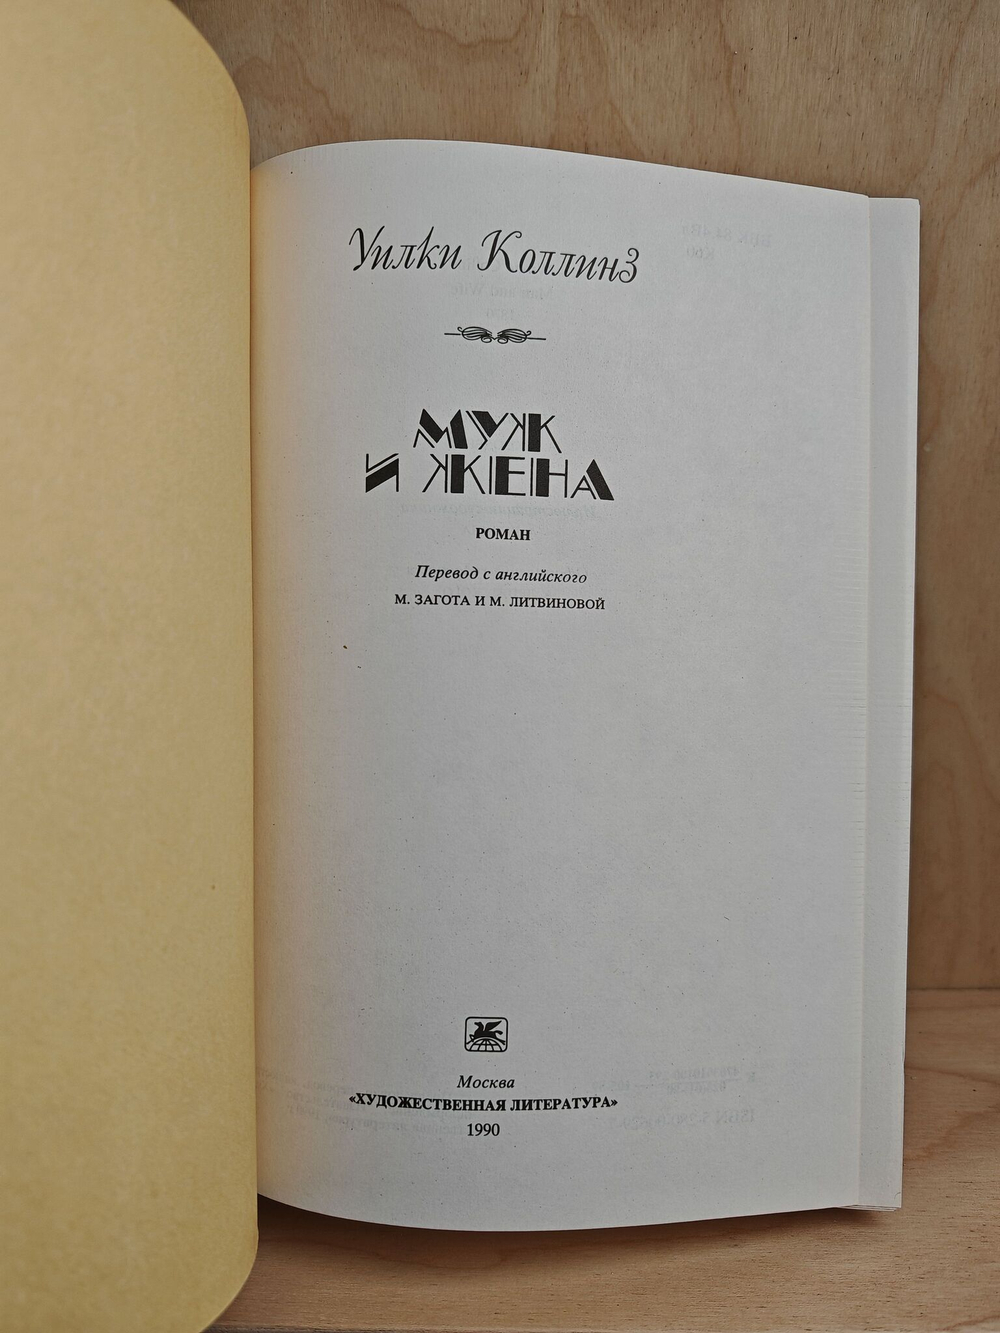 Уилки Коллинз
МУЖ
И ЖЕНА
РОМАН
Перевод с английского
М. ЗАГОТА И М. ЛИТВИНОВОЙ
Москва
«ХУДОЖЕСТВЕННАЯ ЛИТЕРАТУРА»
1990